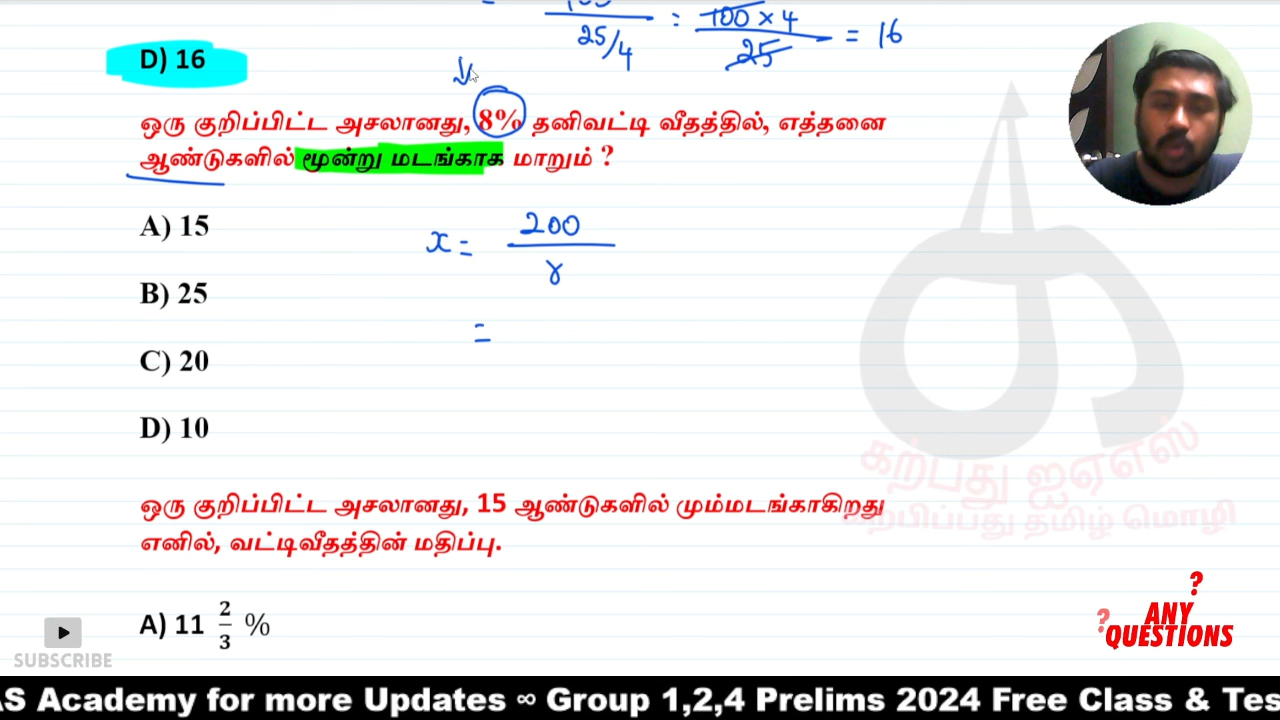 25/4 : 100 × 4 / 25 = 16
D) 16
ஒரு குறிப்பிட்ட அசலானது, 8% தனிவட்டி வீதத்தில், எத்தனை
ஆண்டுகளில் மூன்று மடங்காக மாறும் ?
A) 15
x = 200 / r
B) 25
=
C) 20
D) 10
கற்பது ஐஏஎஸ்
கற்பிப்பது தமிழ் மொழி
ஒரு குறிப்பிட்ட அசலானது, 15 ஆண்டுகளில் மும்மடங்காகிறது
எனில், வட்டிவீதத்தின் மதிப்பு.
?
? ANY
QUESTIONS
A) 11 2/3 %
SUBSCRIBE
AS Academy for more Updates ∞ Group 1,2,4 Prelims 2024 Free Class & Tes